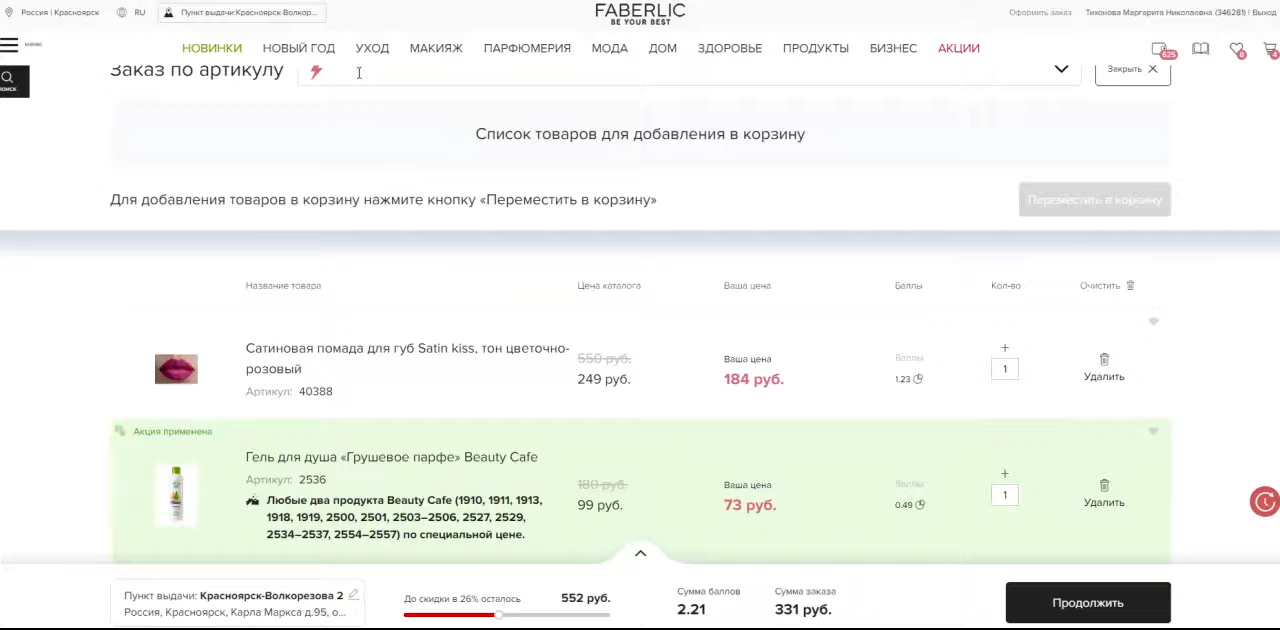 Россия | Красноярск
RU
Пункт выдачи:Красноярск-Волкор...
FABERLIC
BE YOUR BEST
Оформить заказ
Тихонова Маргарита Николаевна (346281) | Выход
меню
НОВИНКИ НОВЫЙ ГОД УХОД МАКИЯЖ ПАРФЮМЕРИЯ МОДА ДОМ ЗДОРОВЬЕ ПРОДУКТЫ БИЗНЕС АКЦИИ
625
8
4
ПОИСК
Заказ по артикулу
Закрыть
Список товаров для добавления в корзину
Для добавления товаров в корзину нажмите кнопку «Переместить в корзину»
Переместить в корзину
Название товара Цена каталога Ваша цена Баллы Кол-во Очистить
Сатиновая помада для губ Satin kiss, тон цветочно-
розовый
Артикул: 40388
550 руб.
249 руб.
Ваша цена
184 руб.
Баллы
1.23
+
1
Удалить
Акция применена
Гель для душа «Грушевое парфе» Beauty Cafe
Артикул: 2536
Любые два продукта Beauty Cafe (1910, 1911, 1913,
1918, 1919, 2500, 2501, 2503–2506, 2527, 2529,
2534–2537, 2554–2557) по специальной цене.
180 руб.
99 руб.
Ваша цена
73 руб.
Баллы
0.49
+
1
Удалить
Пункт выдачи: Красноярск-Волкорезова 2
Россия, Красноярск, Карла Маркса д.95, о...
До скидки в 26% осталось 552 руб.
Сумма баллов
2.21
Сумма заказа
331 руб.
Продолжить